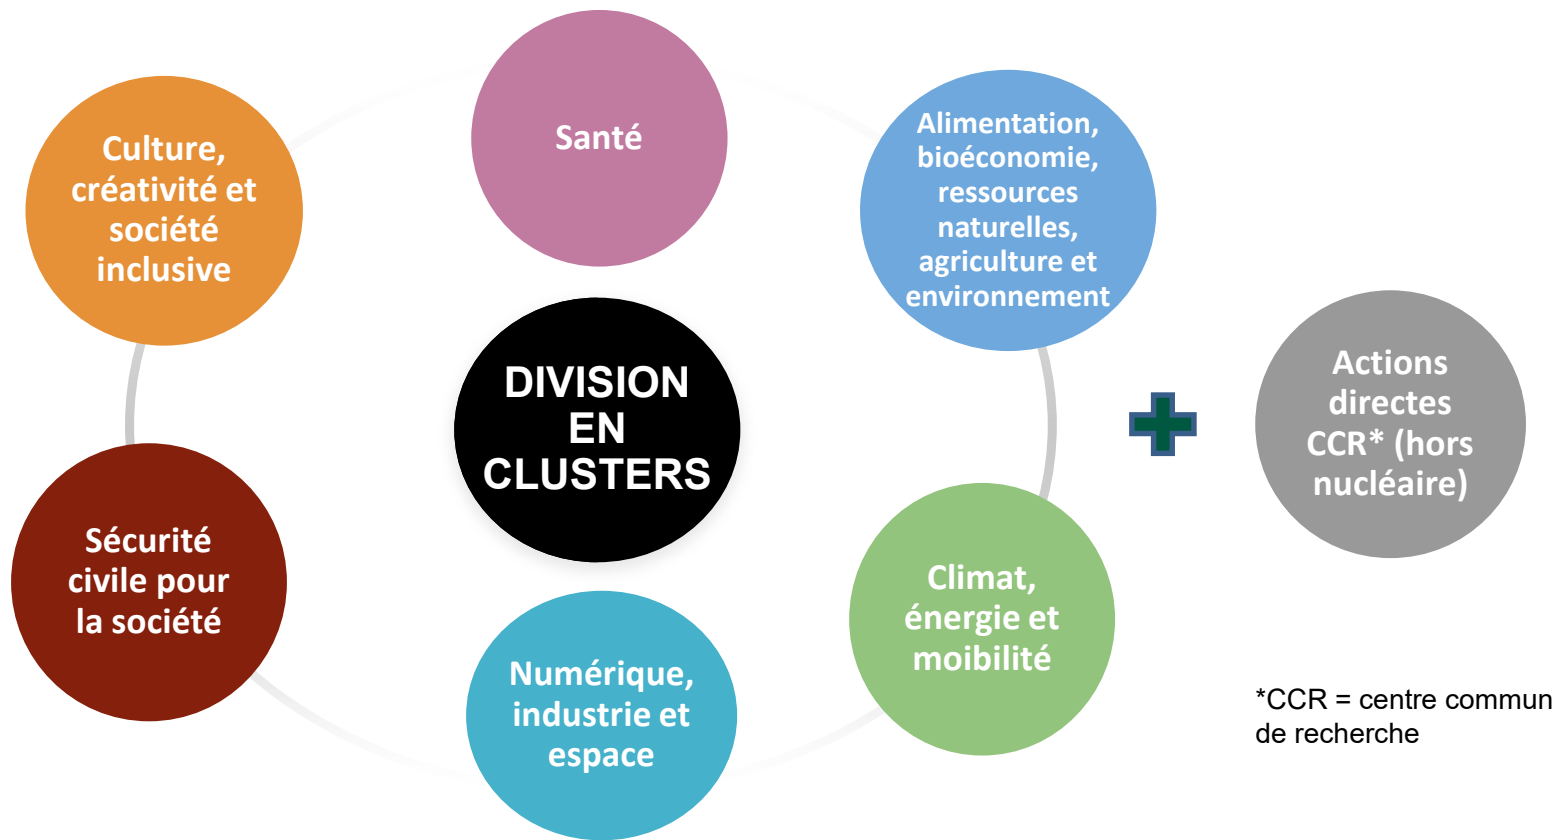 Santé
Culture,
créativité et
société
inclusive
Alimentation,
bioéconomie,
ressources
naturelles,
agriculture et
environnement
DIVISION
EN
CLUSTERS
Actions
directes
CCR* (hors
nucléaire)
Sécurité
civile pour
la société
Climat,
énergie et
moibilité
Numérique,
industrie et
espace
*CCR = centre commun
de recherche